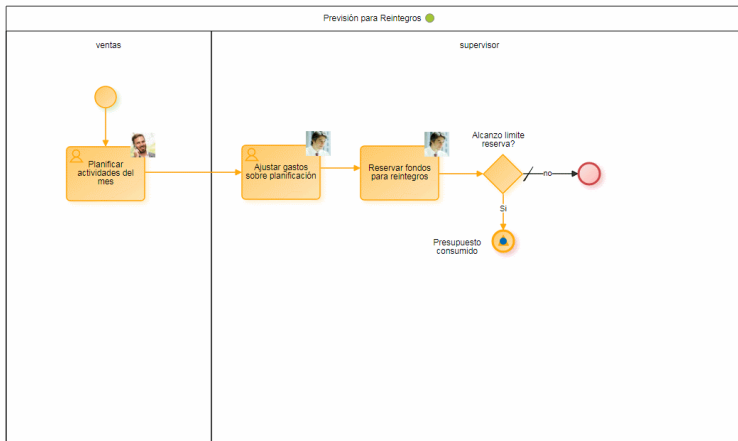 Previsión para Reintegros
ventas
supervisor
Planificar
actividades del
mes
Ajustar gastos
sobre planificación
Reservar fondos
para reintegros
Alcanzo limite
reserva?
no
Si
Presupuesto
consumido